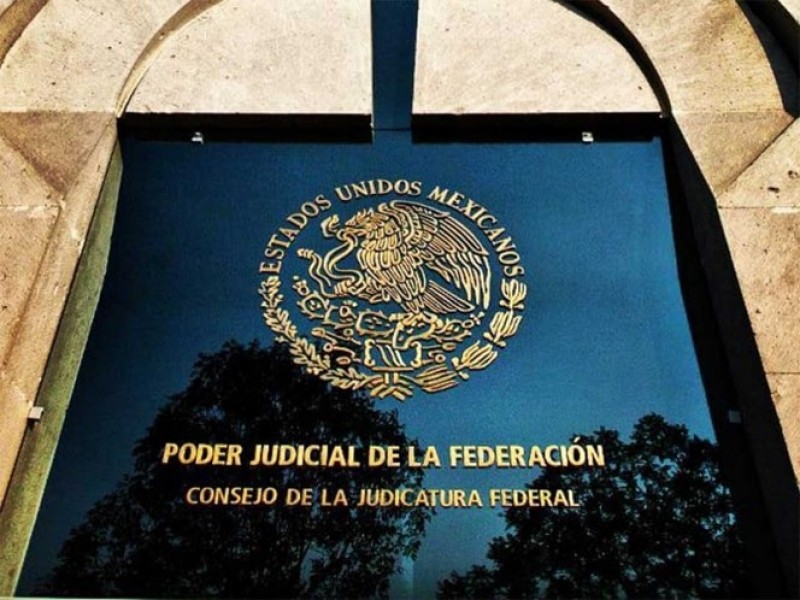 ESTADOS UNIDOS MEXICANOS
PODER JUDICIAL DE LA FEDERACIÓN
CONSEJO DE LA JUDICATURA FEDERAL